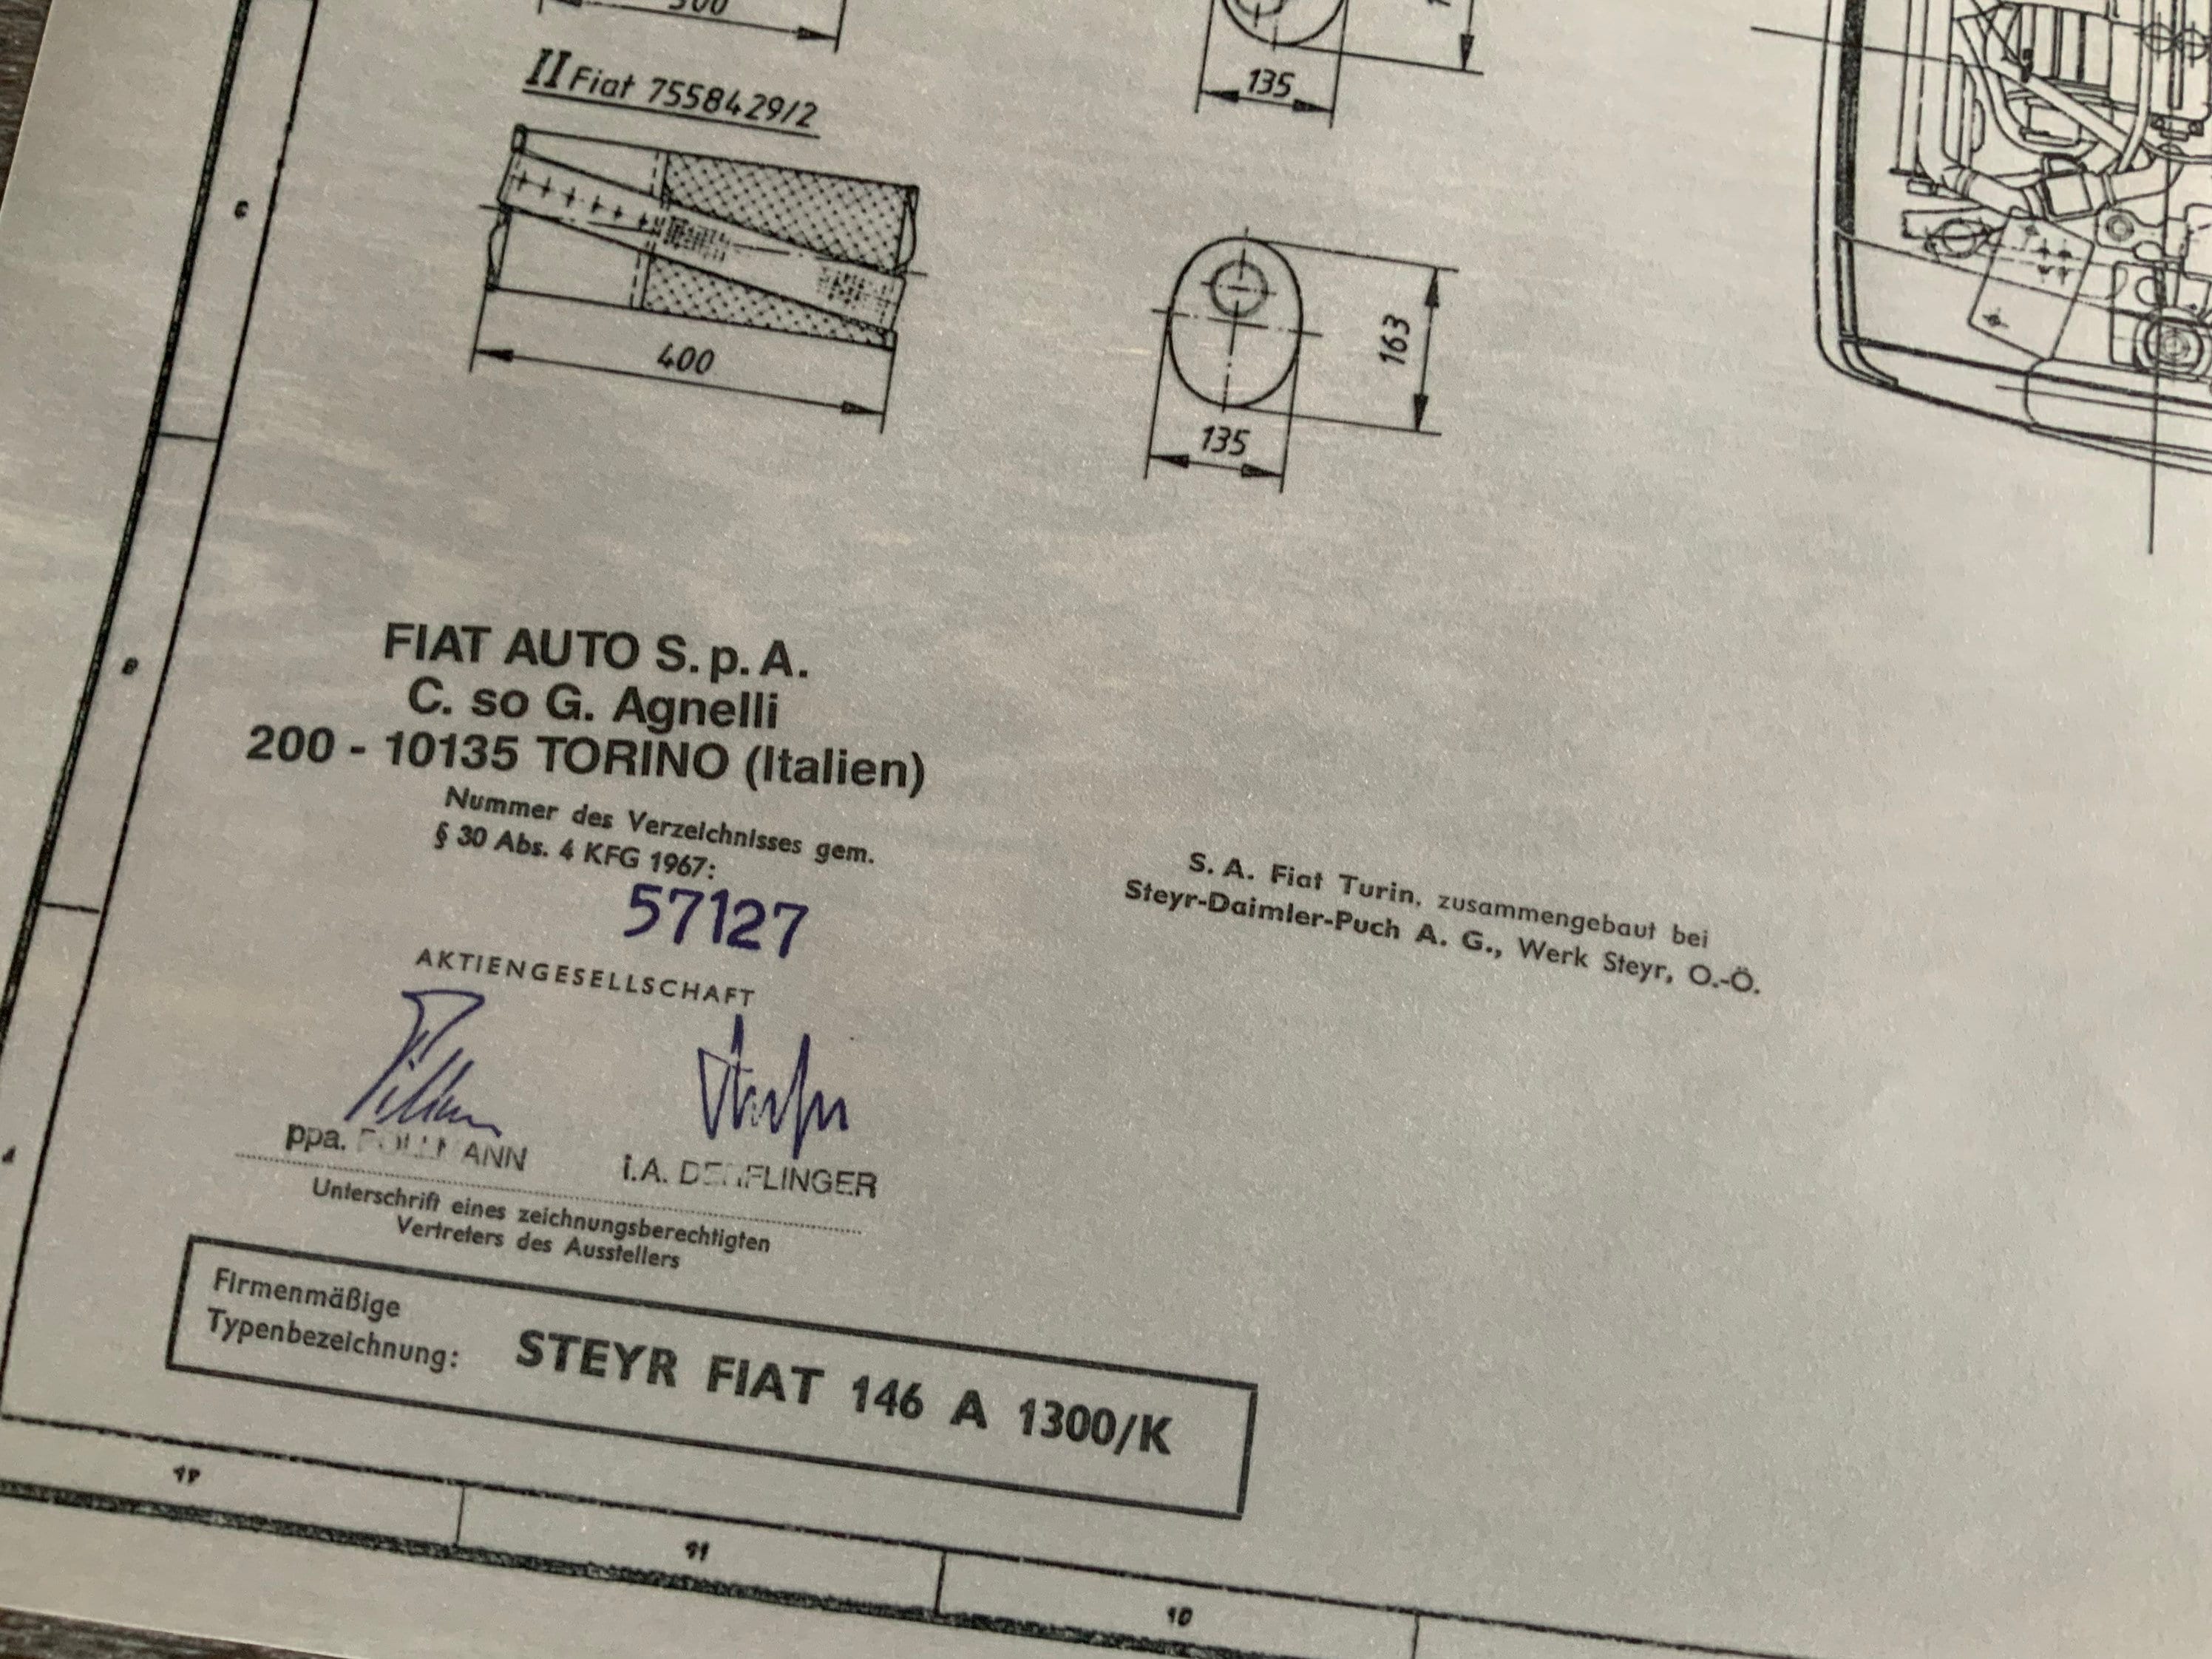 II Fiat 7558429/2
135
400
163
135
C
B
FIAT AUTO S.p.A.
C. so G. Agnelli
200 - 10135 TORINO (Italien)
Nummer des Verzeichnisses gem.
§ 30 Abs. 4 KFG 1967:
57127
AKTIENGESELLSCHAFT
ppa.
i.A.
Unterschrift eines zeichnungsberechtigten
Vertreters des Ausstellers
S. A. Fiat Turin, zusammengebaut bei
Steyr-Daimler-Puch A. G., Werk Steyr, O.-Ö.
Firmenmäßige
Typenbezeichnung: STEYR FIAT 146 A 1300/K
11
10